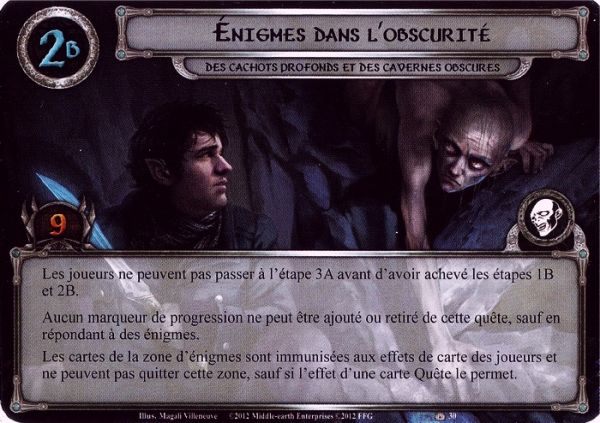 2B
ÉNIGMES DANS L'OBSCURITÉ
DES CACHOTS PROFONDS ET DES CAVERNES OBSCURES
9
Les joueurs ne peuvent pas passer à l'étape 3A avant d'avoir achevé les étapes 1B
et 2B.
Aucun marqueur de progression ne peut être ajouté ou retiré de cette quête, sauf en
répondant à des énigmes.
Les cartes de la zone d'énigmes sont immunisées aux effets de carte des joueurs et
ne peuvent pas quitter cette zone, sauf si l'effet d'une carte Quête le permet.
Illus. Magali Villeneuve ©2012 Middle-earth Enterprises ©2012 FFG 30